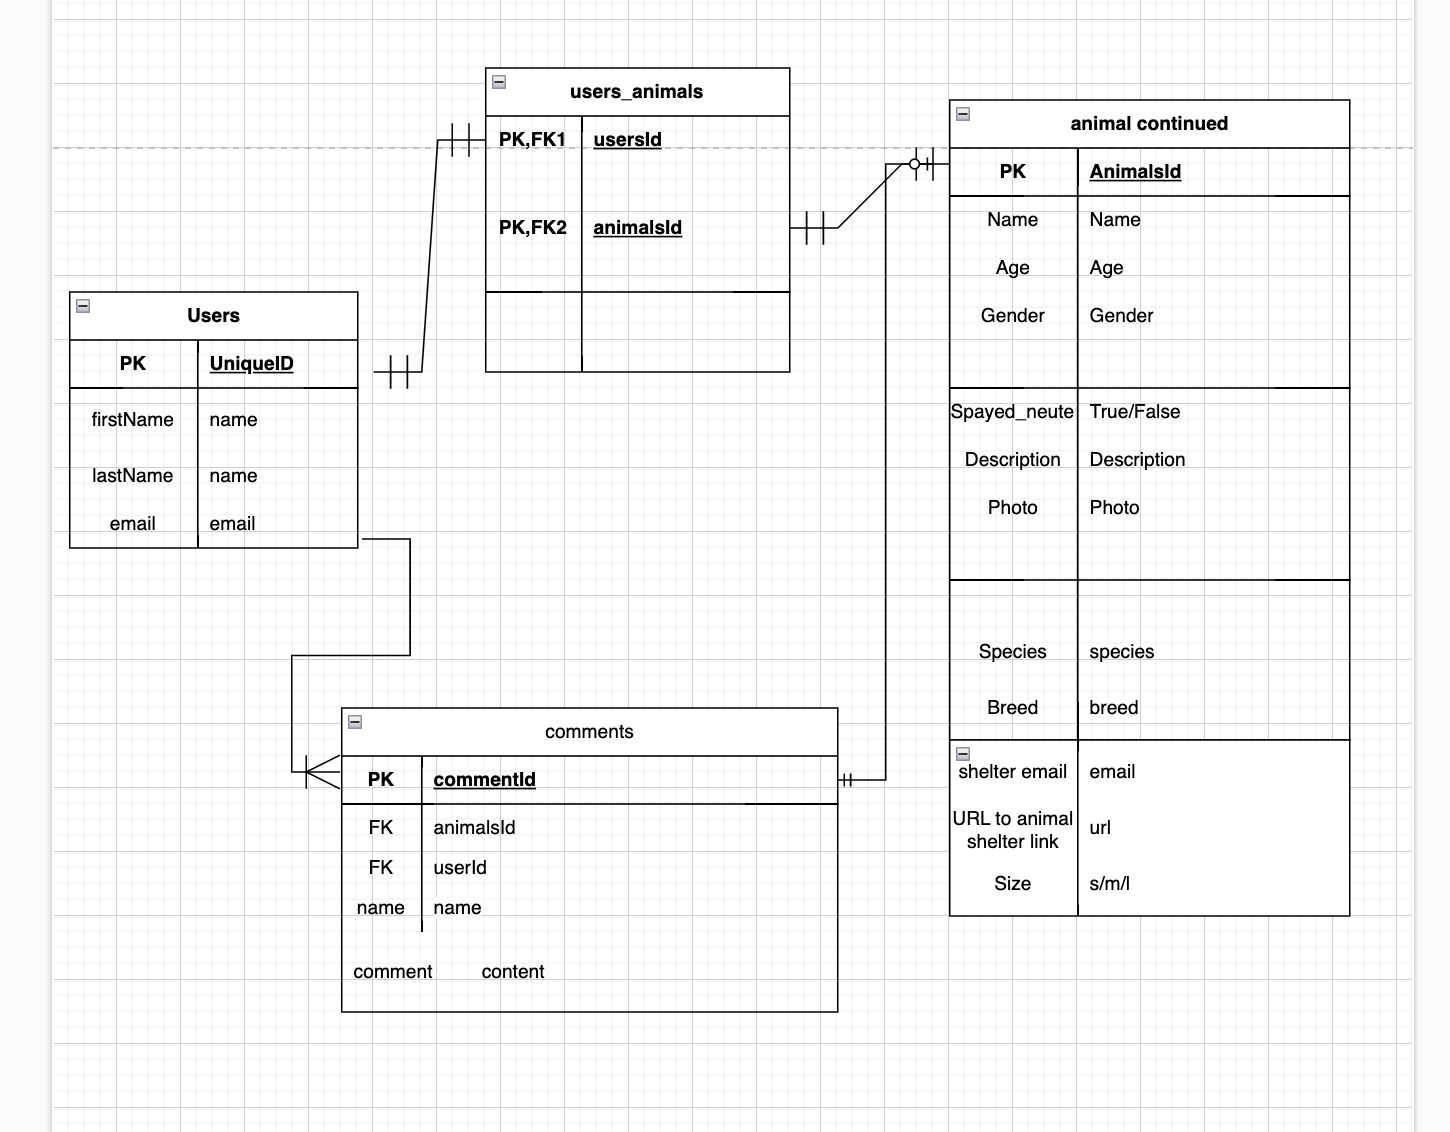 users_animals
PK,FK1 usersId
PK,FK2 animalsId
animal continued
PK AnimalsId
Name Name
Age Age
Gender Gender
Spayed_neute True/False
Description Description
Photo Photo
Species species
Breed breed
shelter email email
URL to animal
shelter link url
Size s/m/l
Users
PK UniqueID
firstName name
lastName name
email email
comments
PK commentId
FK animalsId
FK userId
name name
comment content